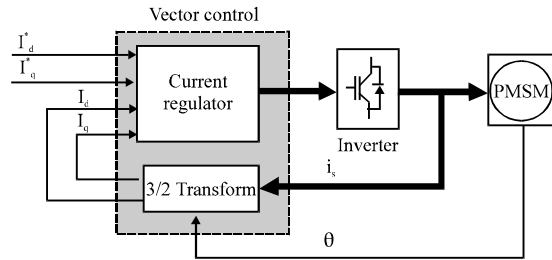 Vector control
I*d
I*q
Id
Iq
Current
regulator
Inverter
PMSM
3/2 Transform
is
θ